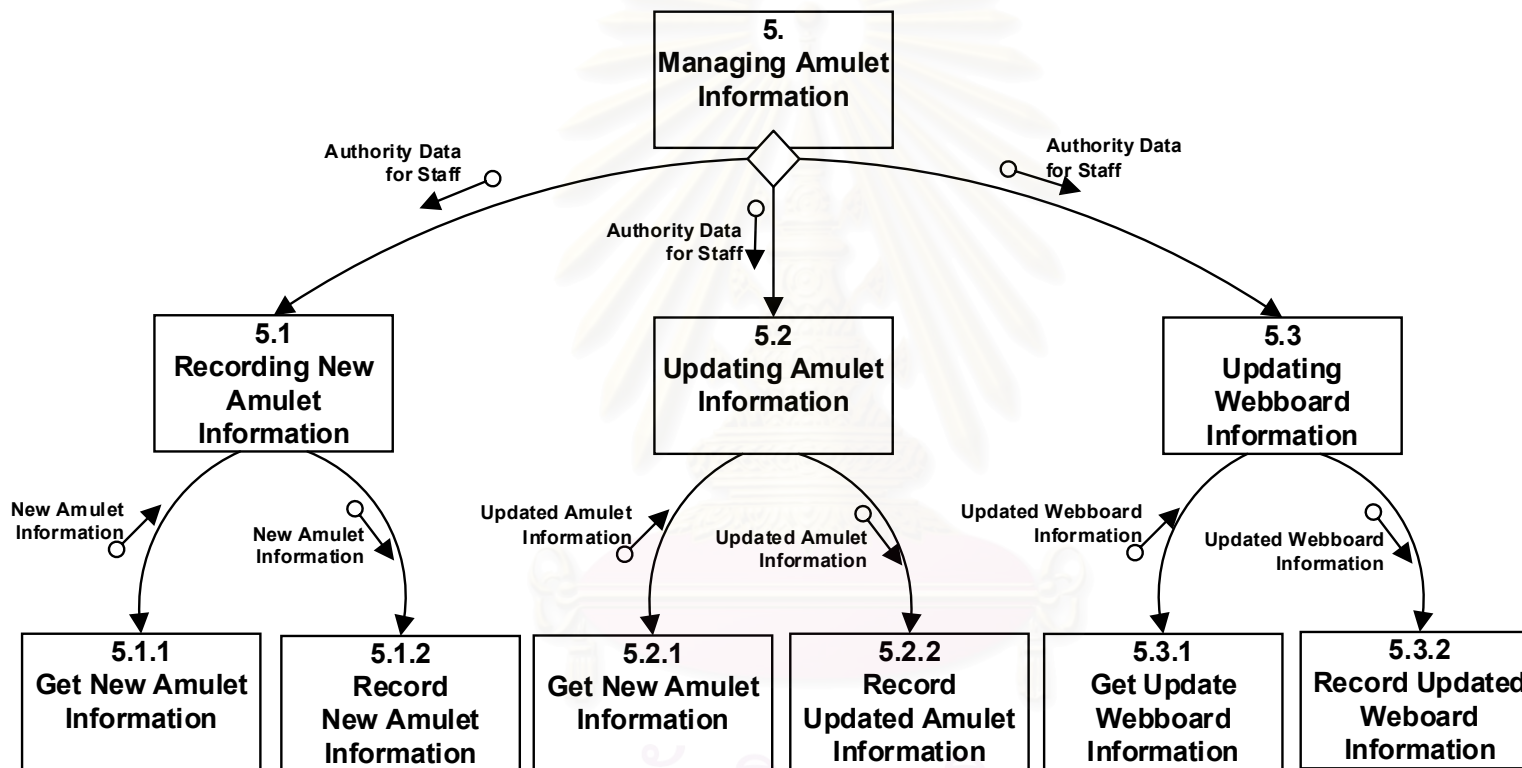 5.
Managing Amulet
Information
Authority Data
for Staff
Authority Data
for Staff
Authority Data
for Staff
5.1
Recording New
Amulet
Information
5.2
Updating Amulet
Information
5.3
Updating
Webboard
Information
New Amulet
Information
New Amulet
Information
Updated Amulet
Information
Updated Amulet
Information
Updated Webboard
Information
Updated Webboard
Information
5.1.1
Get New Amulet
Information
5.1.2
Record
New Amulet
Information
5.2.1
Get New Amulet
Information
5.2.2
Record
Updated Amulet
Information
5.3.1
Get Update
Webboard
Information
5.3.2
Record Updated
Weboard
Information